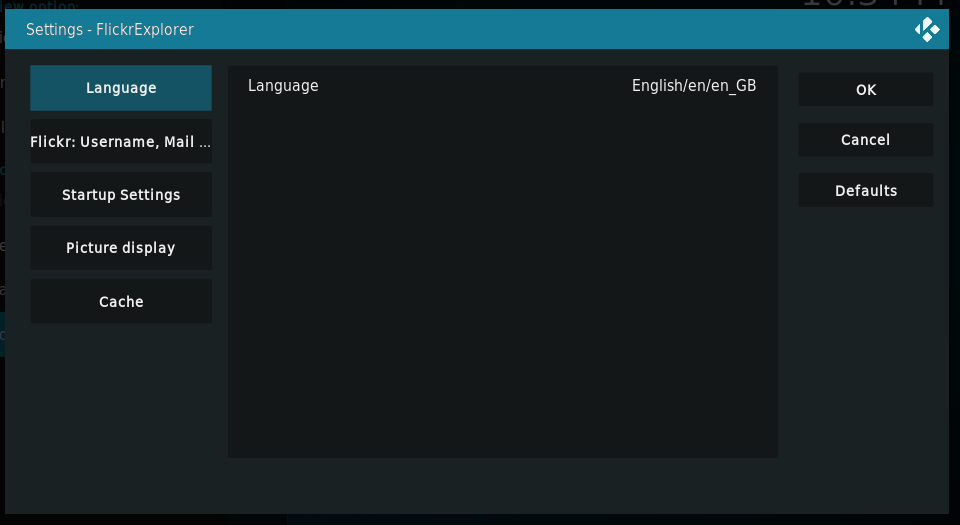 Settings - FlickrExplorer
Language
Flickr: Username, Mail ...
Startup Settings
Picture display
Cache
Language English/en/en_GB
OK
Cancel
Defaults